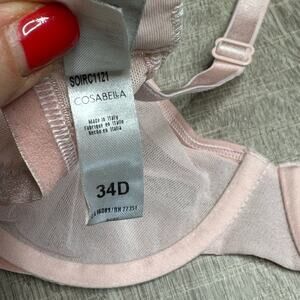 SOIRC1121
COSABELLA
Made in Italy
Fabriqué en Italie
Hecho en Italia
34D